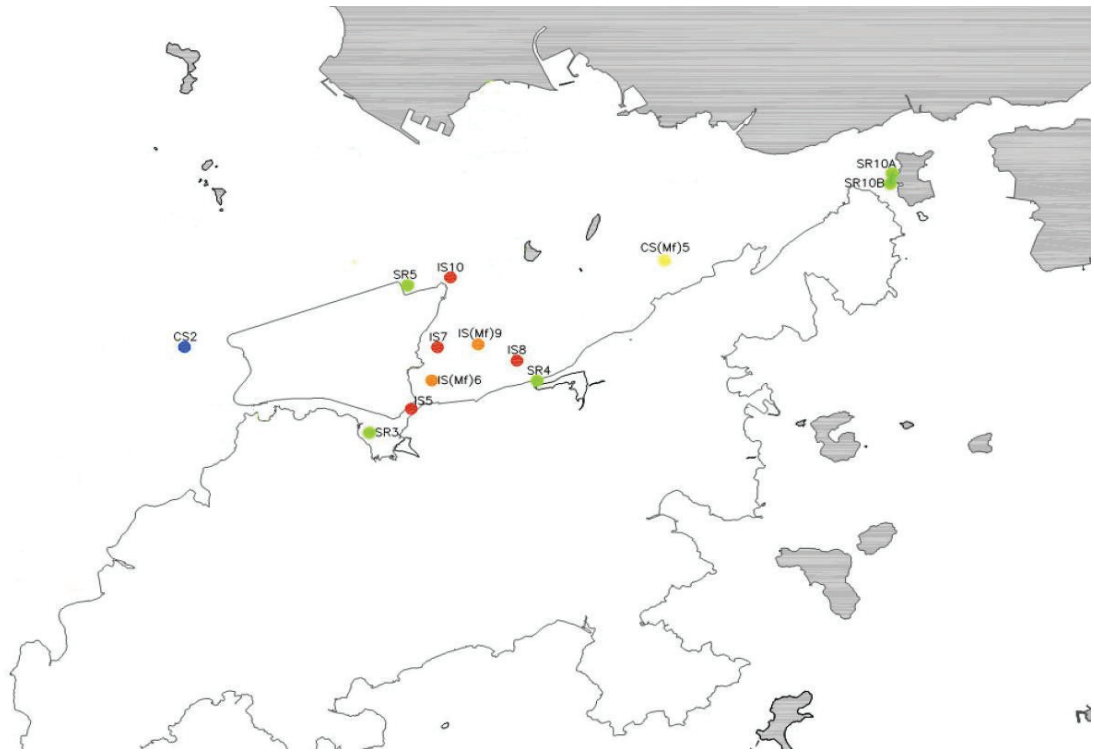 SR10A
SR10B
CS(Mf)5
IS10
SR5
CS2
IS7
IS(Mf)9
IS8
IS(Mf)6
SR4
IS5
SR3